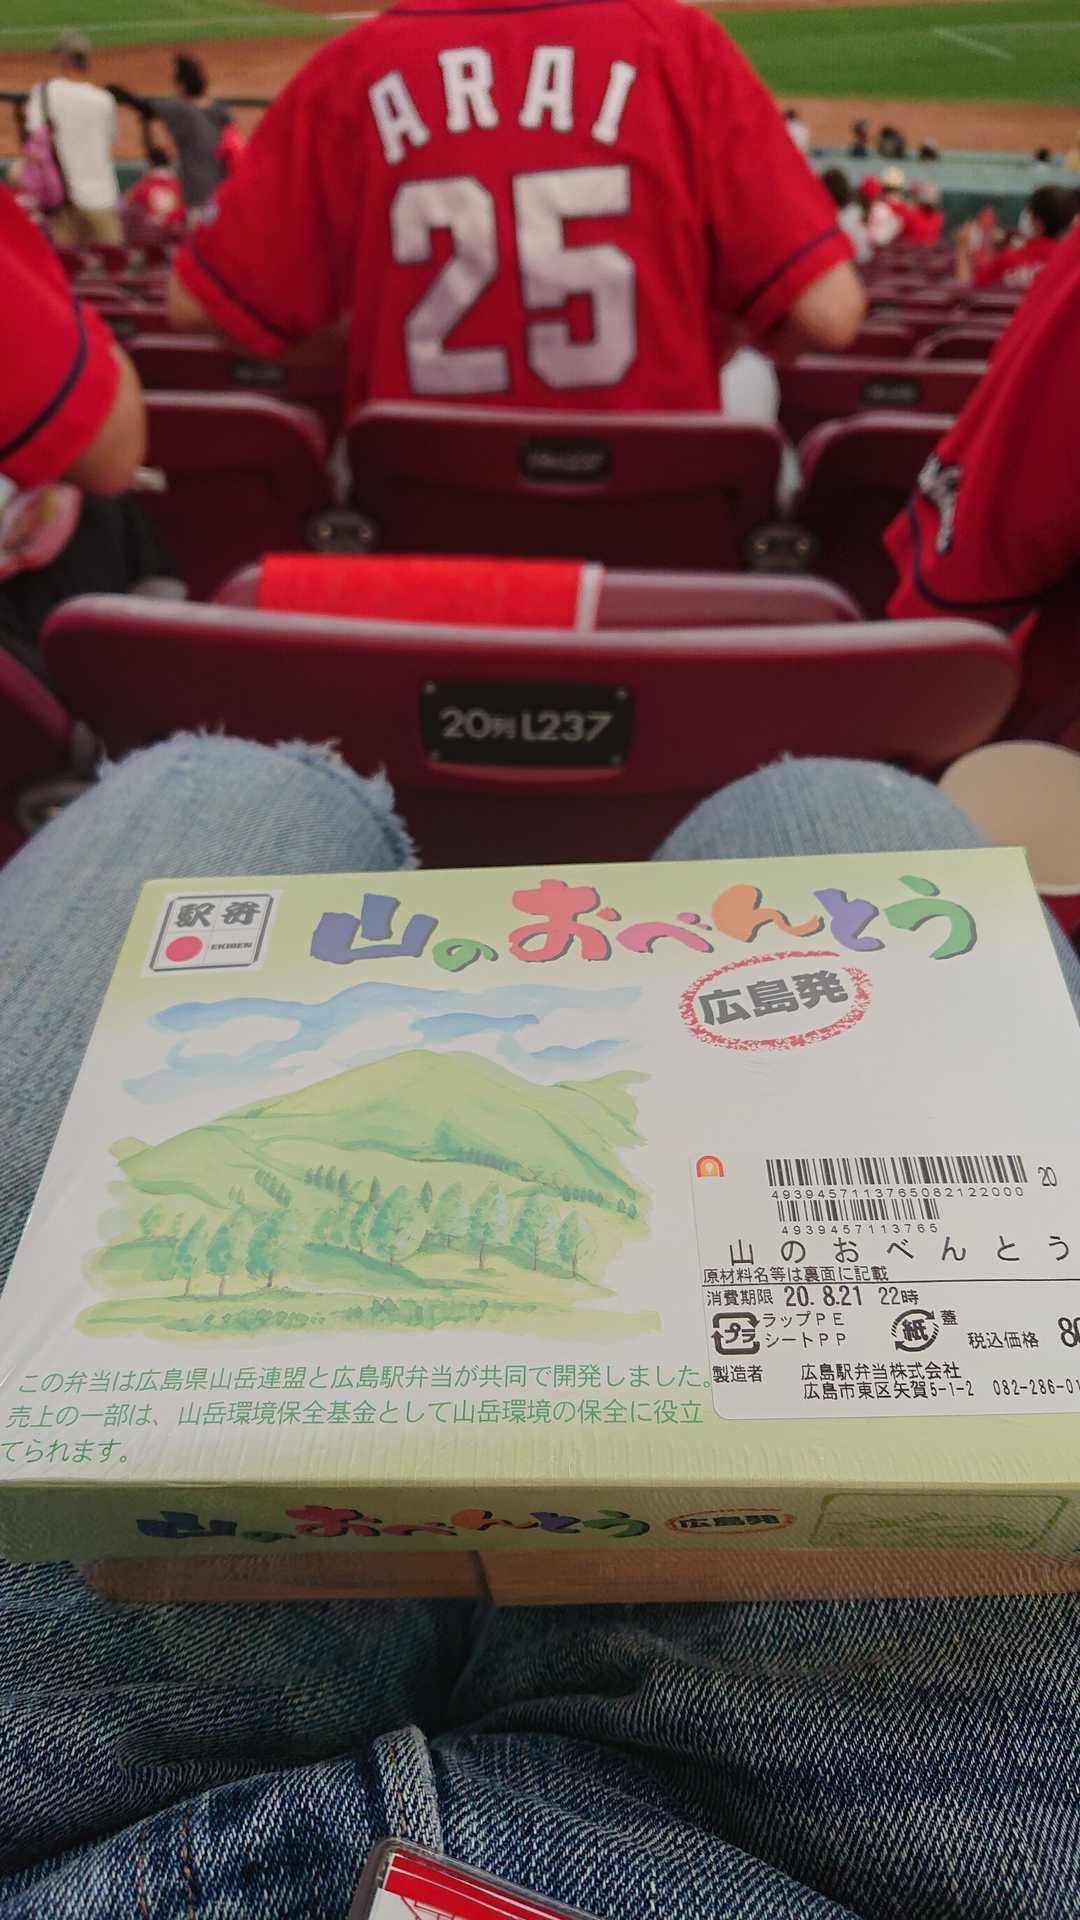 ARAI
25
20列 L237
駅弁
EKIBEN
山のおべんとう
広島発
4939457113765082122000
20
4939457113765
山のおべんとう
原材料名等は裏面に記載
消費期限 20. 8.21 22時
プラ ラップPE
シートPP
紙 蓋
税込価格
製造者 広島駅弁当株式会社
広島市東区矢賀5-1-2 082-286-01
この弁当は広島県山岳連盟と広島駅弁当が共同で開発しました。
売上の一部は、山岳環境保全基金として山岳環境の保全に役立
てられます。
山のおべんとう 広島発